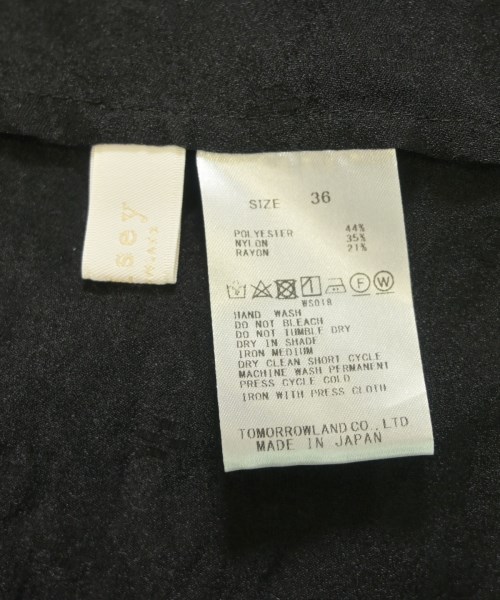 SIZE 36
POLYESTER 44%
NYLON 35%
RAYON 21%
F W
WS018
HAND WASH
DO NOT BLEACH
DO NOT TUMBLE DRY
DRY IN SHADE
IRON MEDIUM
DRY CLEAN SHORT CYCLE
MACHINE WASH PERMANENT
PRESS CYCLE COLD
IRON WITH PRESS CLOTH
TOMORROWLAND CO., LTD
MADE IN JAPAN